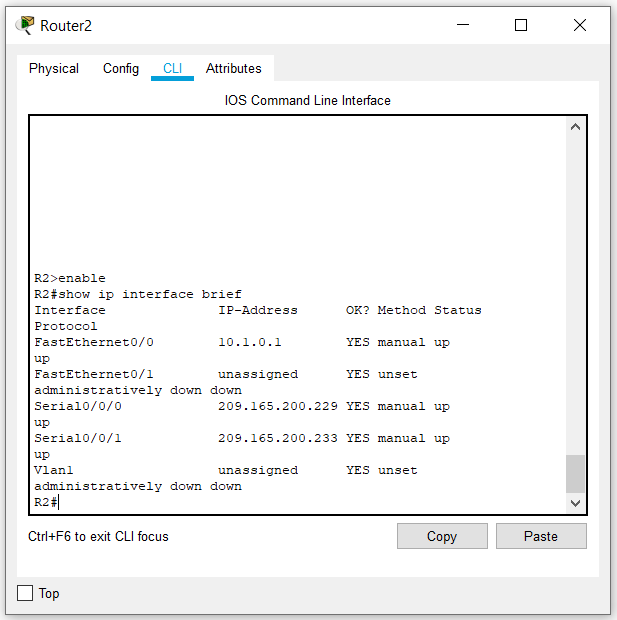 Router2
Physical Config CLI Attributes
IOS Command Line Interface
R2>enable
R2#show ip interface brief
Interface              IP-Address      OK? Method Status
Protocol
FastEthernet0/0        10.1.0.1        YES manual up
up
FastEthernet0/1        unassigned      YES unset
administratively down down
Serial0/0/0            209.165.200.229 YES manual up
up
Serial0/0/1            209.165.200.233 YES manual up
up
Vlan1                  unassigned      YES unset
administratively down down
R2#
Ctrl+F6 to exit CLI focus Copy Paste
Top